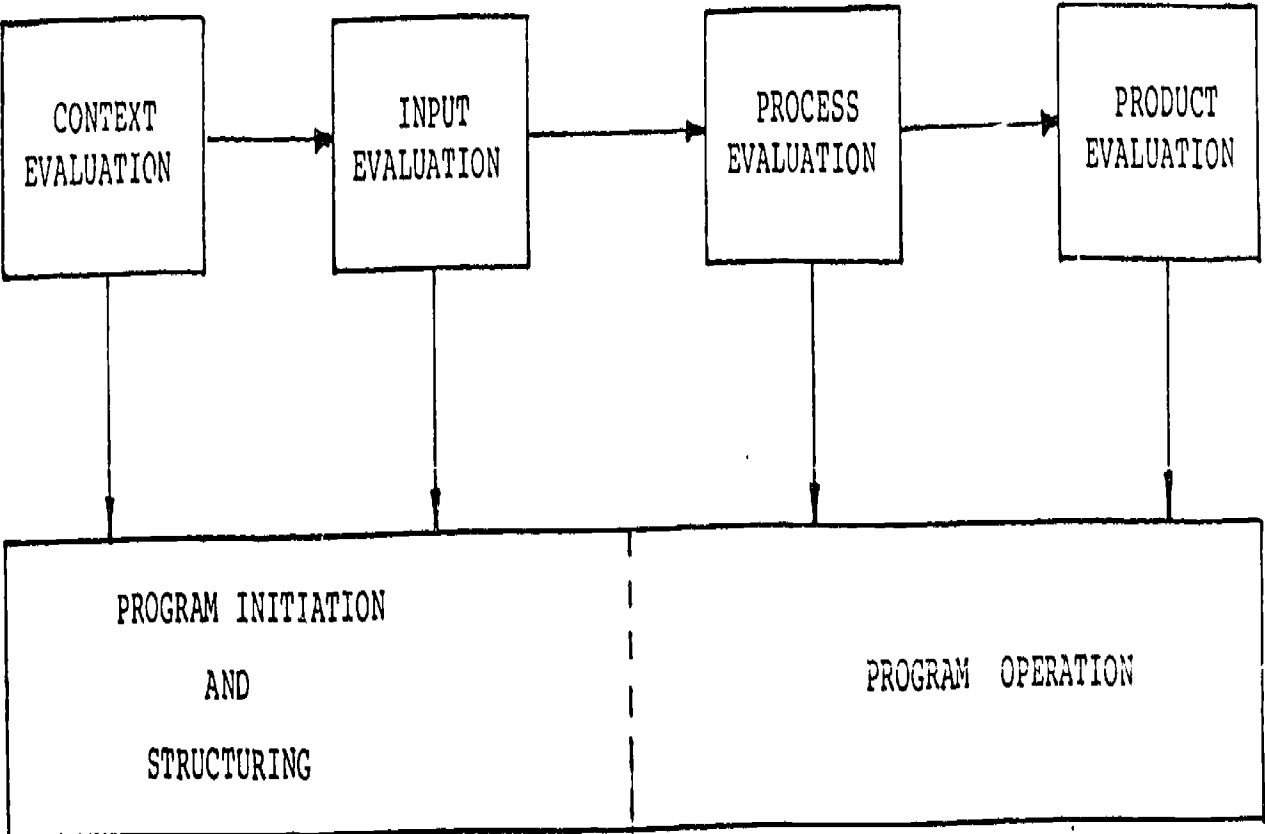 CONTEXT
EVALUATION
INPUT
EVALUATION
PROCESS
EVALUATION
PRODUCT
EVALUATION
PROGRAM INITIATION
AND
STRUCTURING
PROGRAM OPERATION